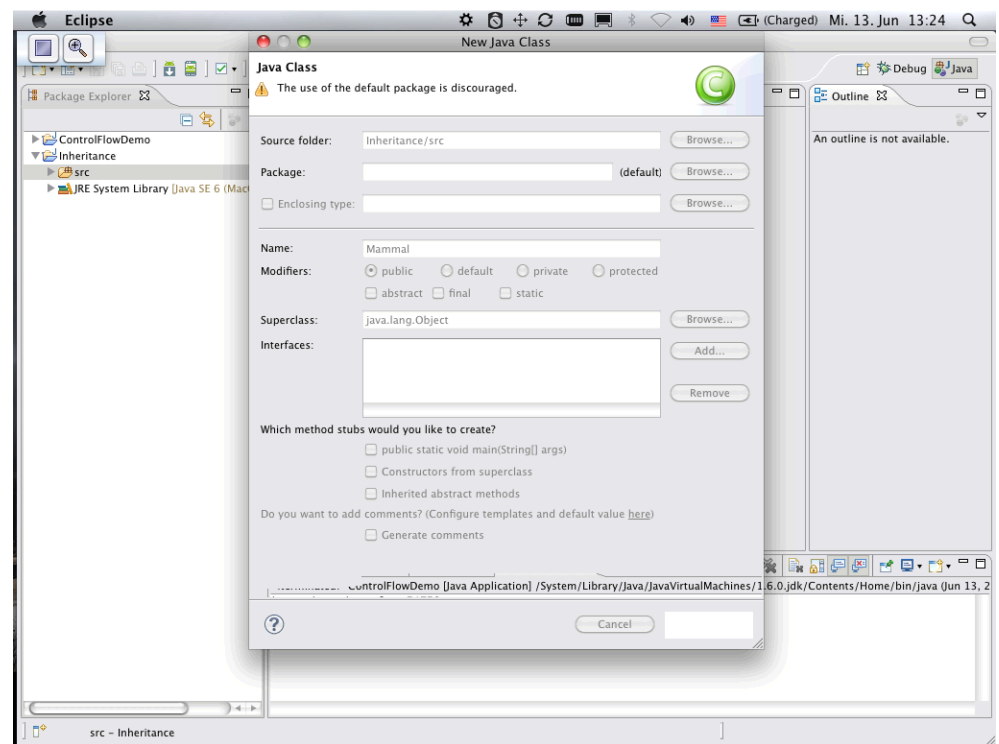 Eclipse (Charged) Mi. 13. Jun 13:24
New Java Class
Debug Java
Java Class
The use of the default package is discouraged.
Package Explorer
Outline
An outline is not available.
ControlFlowDemo
Inheritance
src
JRE System Library [Java SE 6 (Mac
Source folder: Inheritance/src Browse...
Package: (default) Browse...
Enclosing type: Browse...
Name: Mammal
Modifiers: public default private protected
abstract final static
Superclass: java.lang.Object Browse...
Interfaces: Add...
Remove
Which method stubs would you like to create?
public static void main(String[] args)
Constructors from superclass
Inherited abstract methods
Do you want to add comments? (Configure templates and default value here)
Generate comments
ControlFlowDemo [Java Application] /System/Library/Java/JavaVirtualMachines/1.6.0.jdk/Contents/Home/bin/java (Jun 13, 2
? Cancel
src - Inheritance